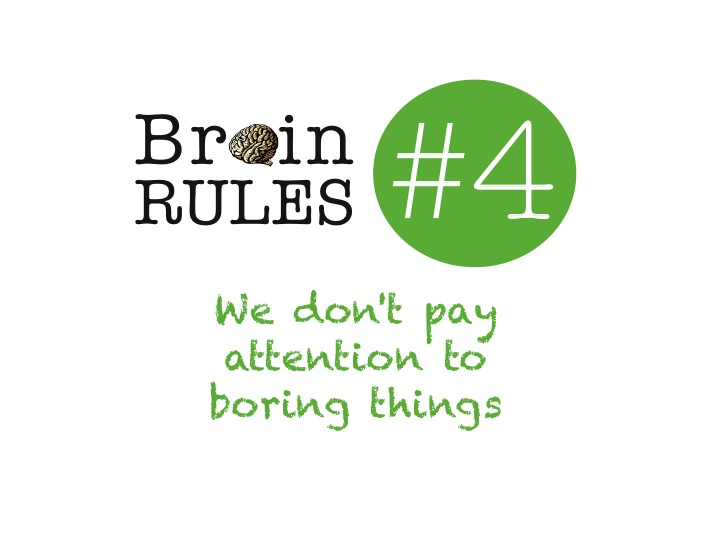 Brain
RULES
#4
We don't pay
attention to
boring things